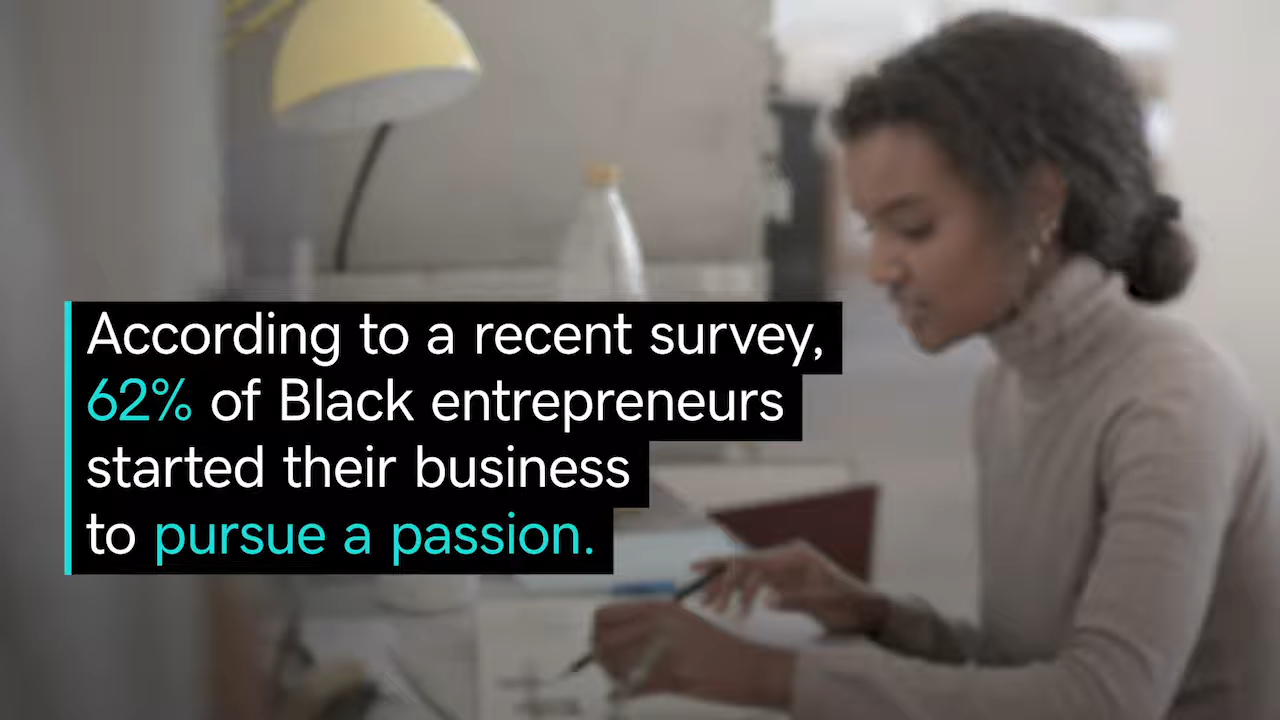 According to a recent survey,
62% of Black entrepreneurs
started their business
to pursue a passion.